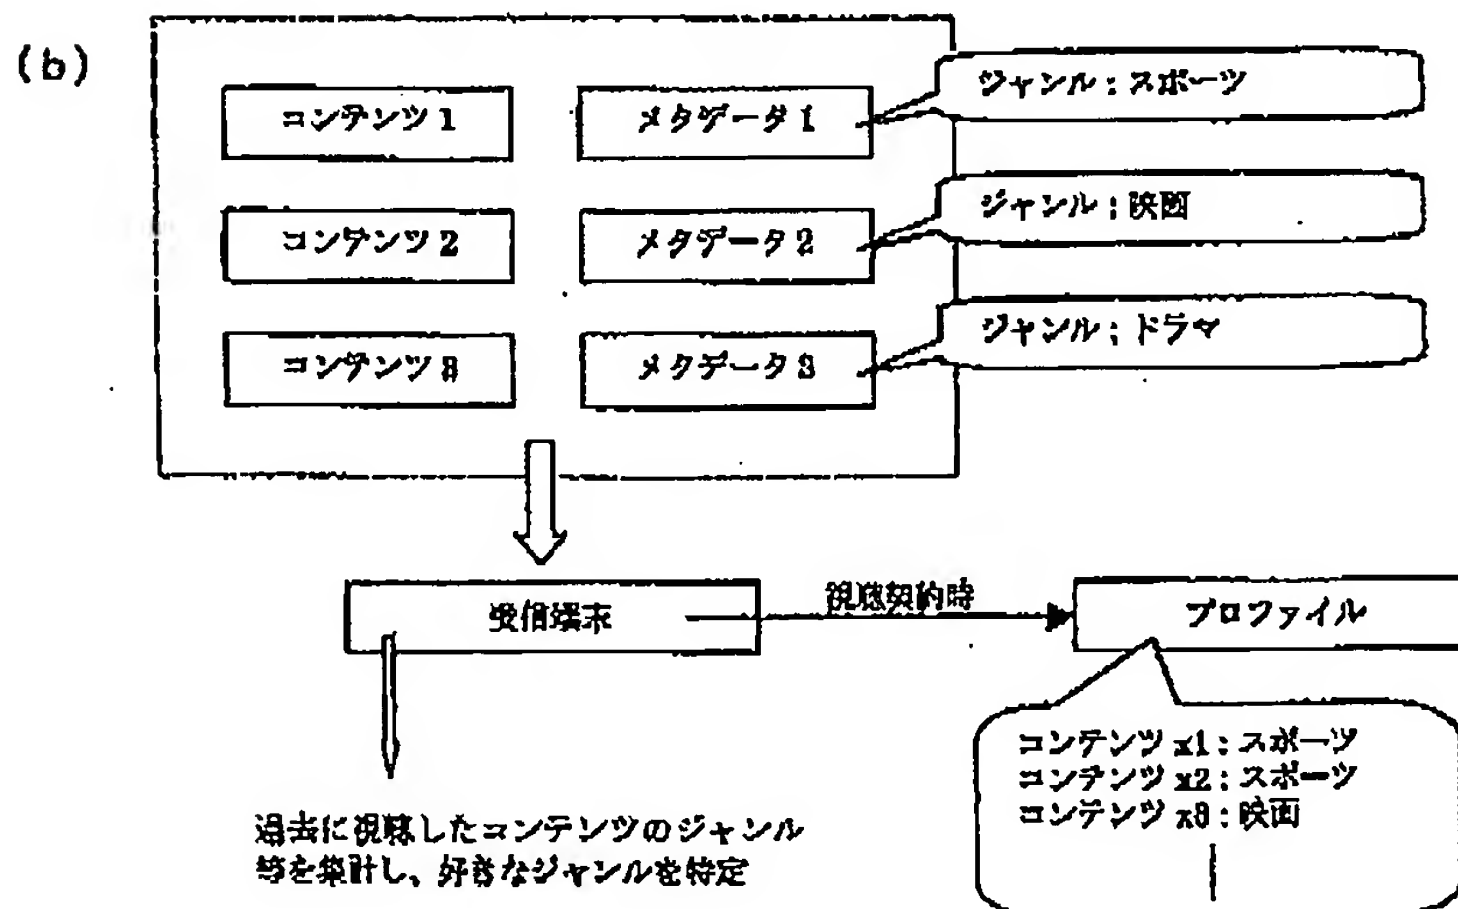 (b)
コンテンツ1
メタデータ1
ジャンル：スポーツ
コンテンツ2
メタデータ2
ジャンル：映画
コンテンツ3
メタデータ3
ジャンル：ドラマ
受信端末
視聴契約時
プロファイル
コンテンツx1：スポーツ
コンテンツx2：スポーツ
コンテンツx3：映画
過去に視聴したコンテンツのジャンル
等を集計し、好きなジャンルを特定